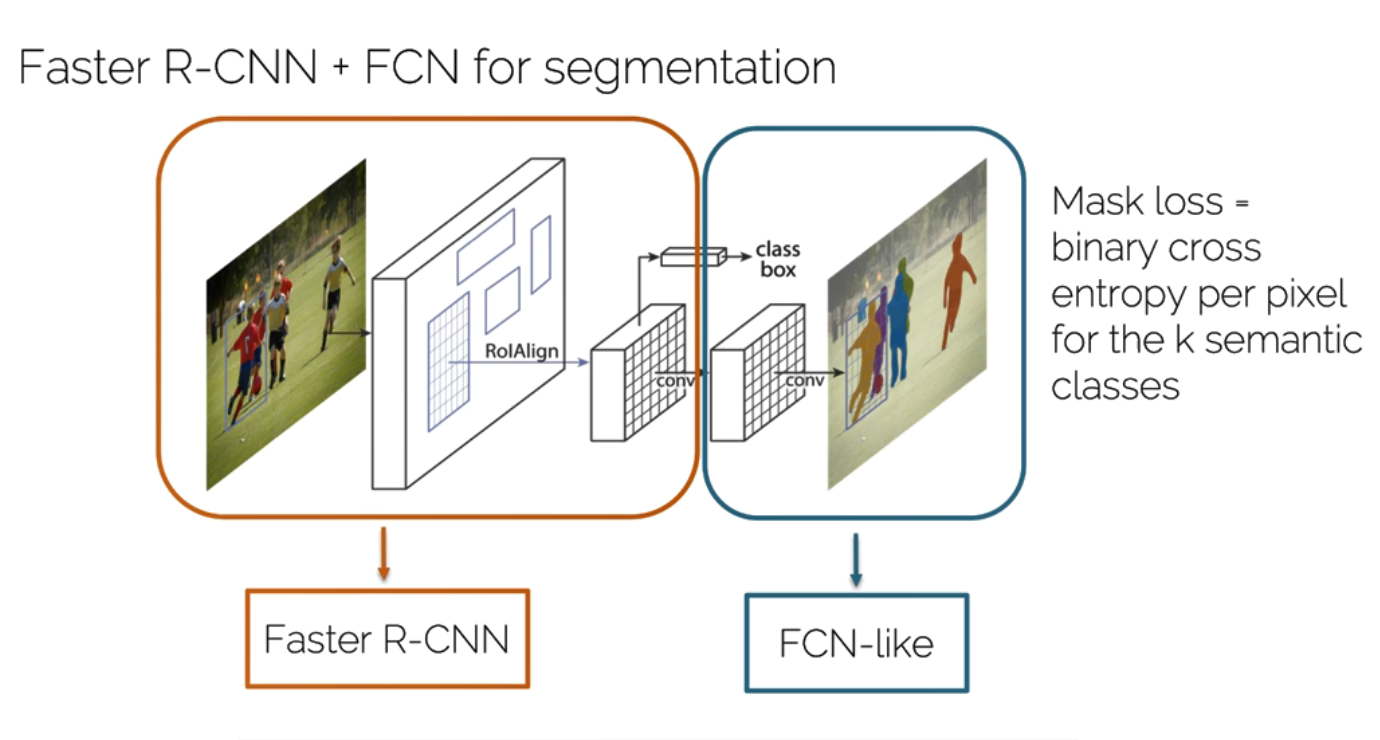 Faster R-CNN + FCN for segmentation
class
box
RoIAlign
conv
conv
Mask loss =
binary cross
entropy per pixel
for the k semantic
classes
Faster R-CNN
FCN-like